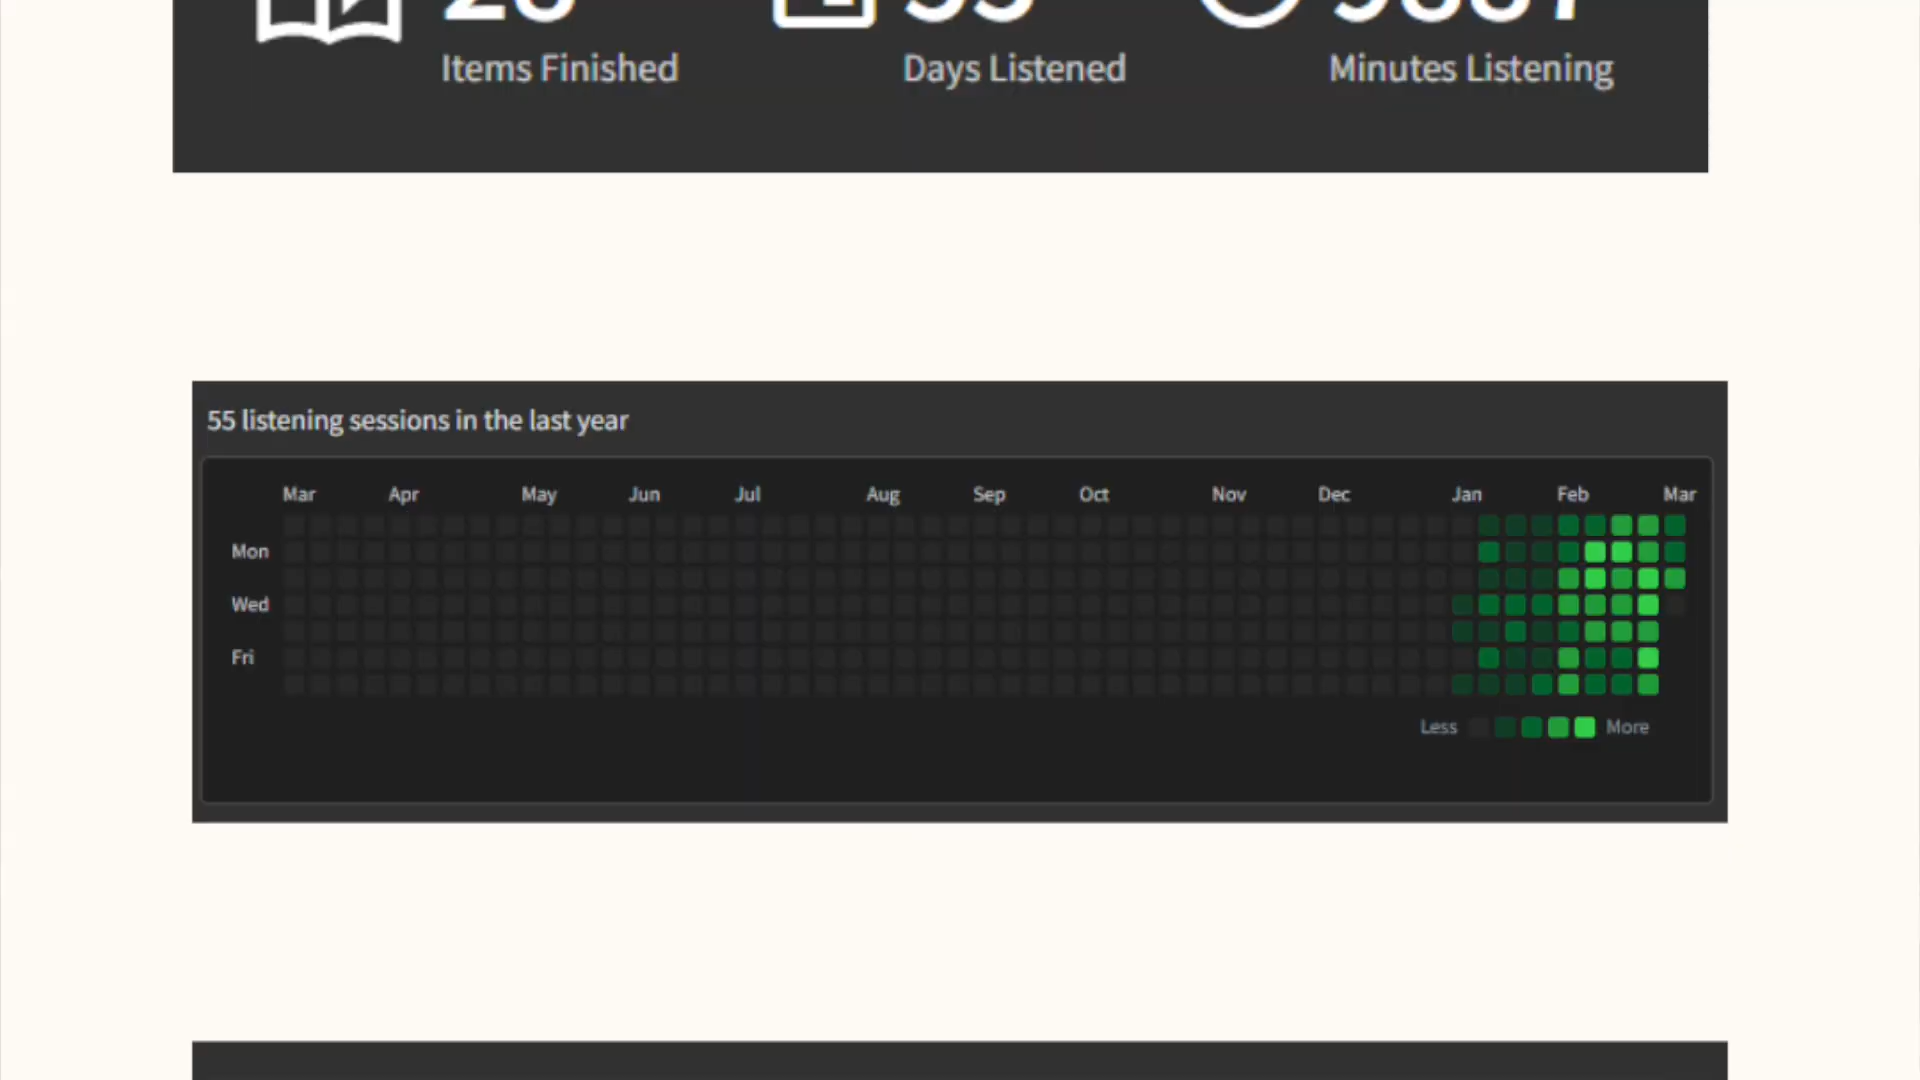 Items Finished Days Listened Minutes Listening
55 listening sessions in the last year
Mar Apr May Jun Jul Aug Sep Oct Nov Dec Jan Feb Mar
Mon
Wed
Fri
Less More